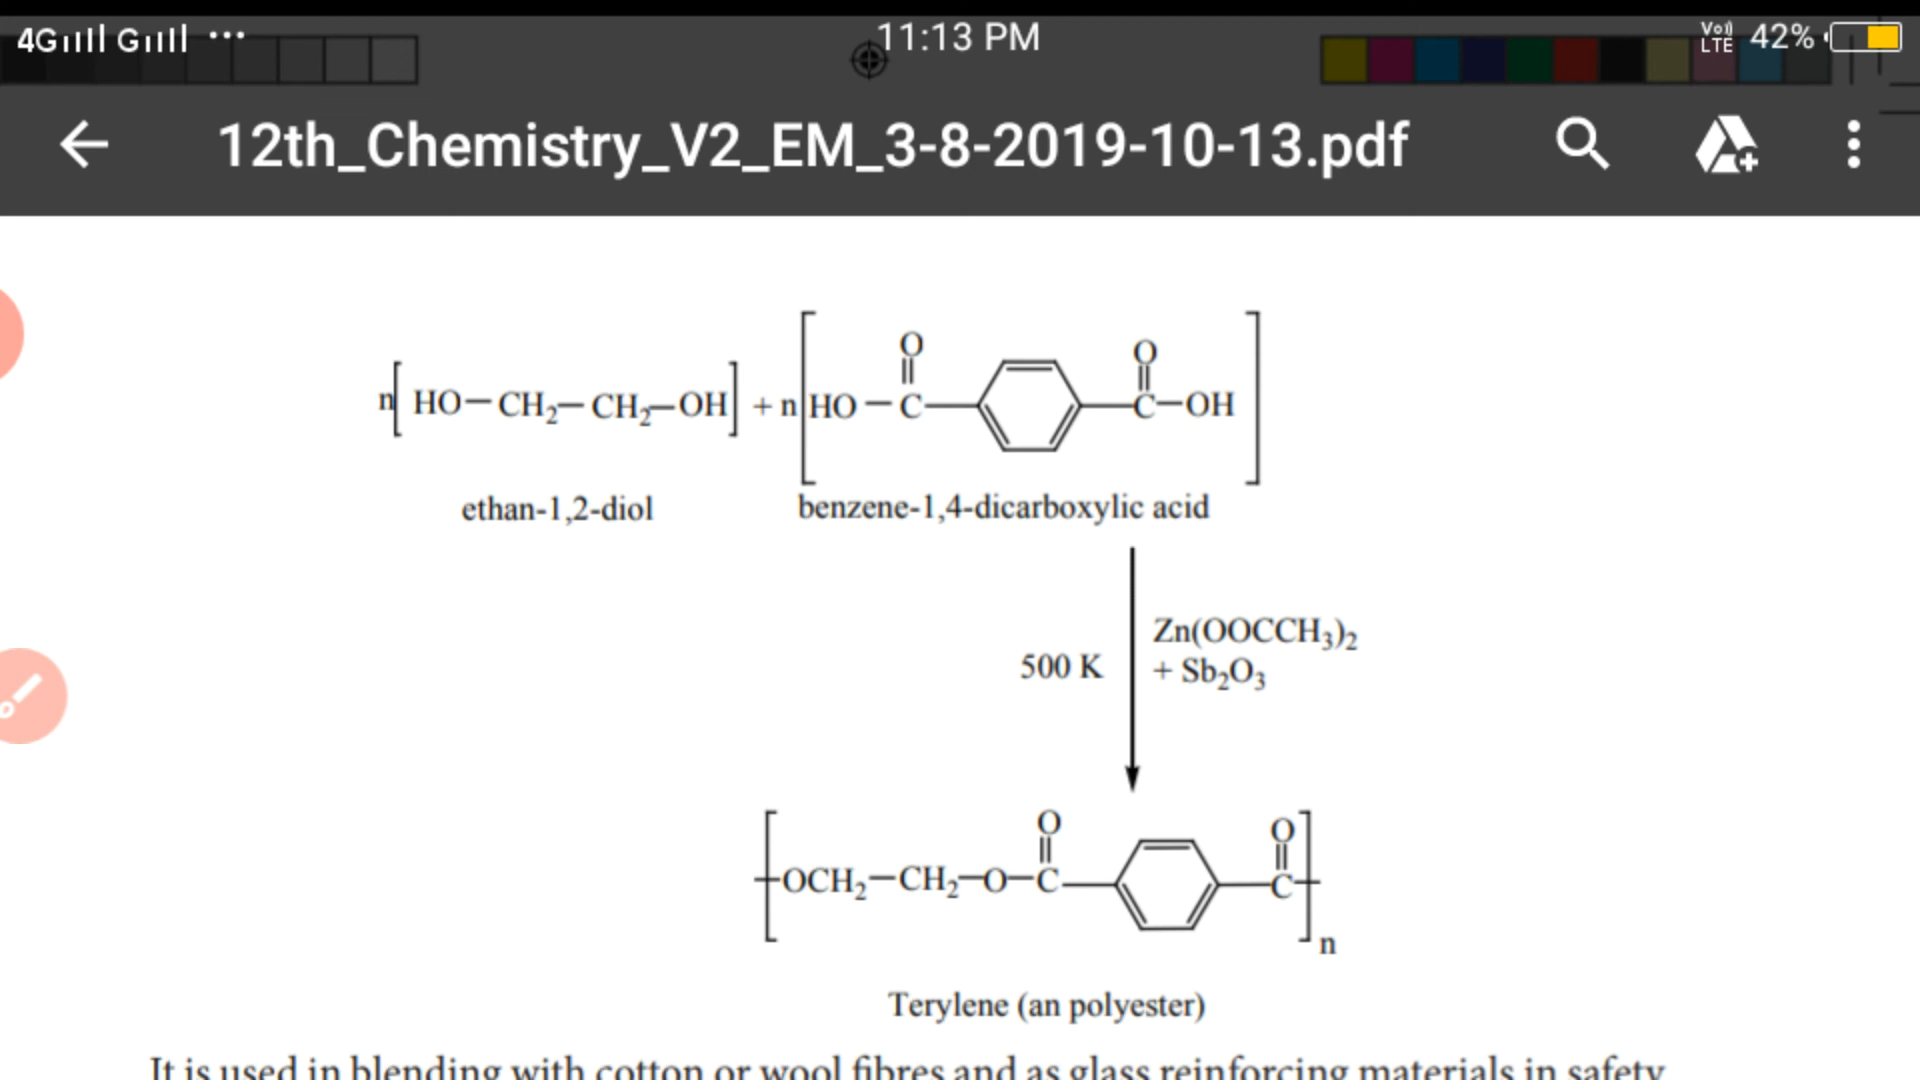 4G G ... 11:13 PM Vo)) LTE 42%
12th_Chemistry_V2_EM_3-8-2019-10-13.pdf
O O
n[ HO—CH₂—CH₂—OH] + n[HO—C— —C—OH]
ethan-1,2-diol benzene-1,4-dicarboxylic acid
Zn(OOCCH₃)₂
500 K + Sb₂O₃
O O
[OCH₂—CH₂—O—C— —C]n
Terylene (an polyester)
It is used in blending with cotton or wool fibres and as glass reinforcing materials in safety